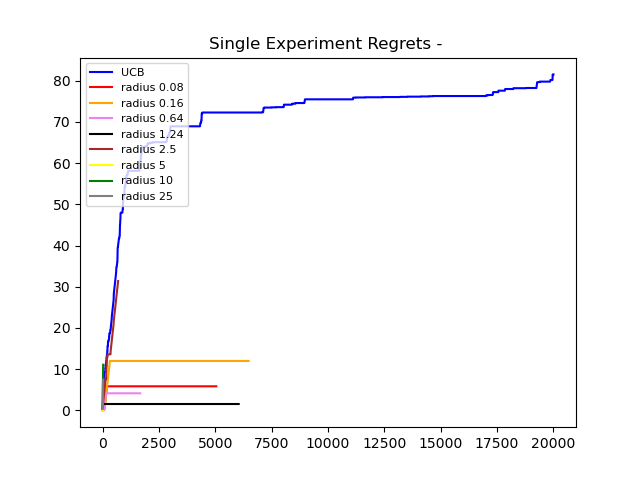 Single Experiment Regrets -
UCB
radius 0.08
radius 0.16
radius 0.64
radius 1.24
radius 2.5
radius 5
radius 10
radius 25
80
70
60
50
40
30
20
10
0
0 2500 5000 7500 10000 12500 15000 17500 20000